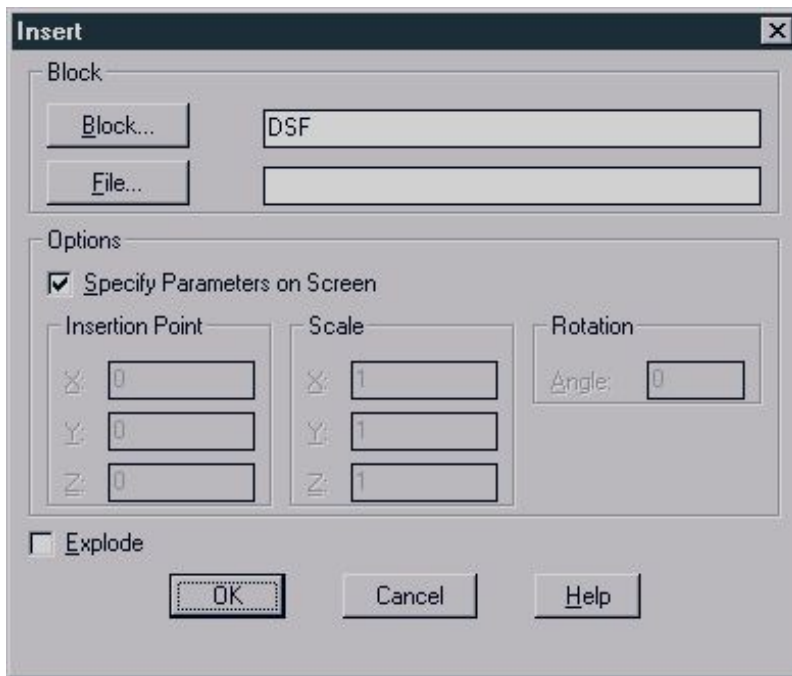 Insert
Block
Block...
DSF
File...
Options
Specify Parameters on Screen
Insertion Point
X: 0
Y: 0
Z: 0
Scale
X: 1
Y: 1
Z: 1
Rotation
Angle: 0
Explode
OK
Cancel
Help